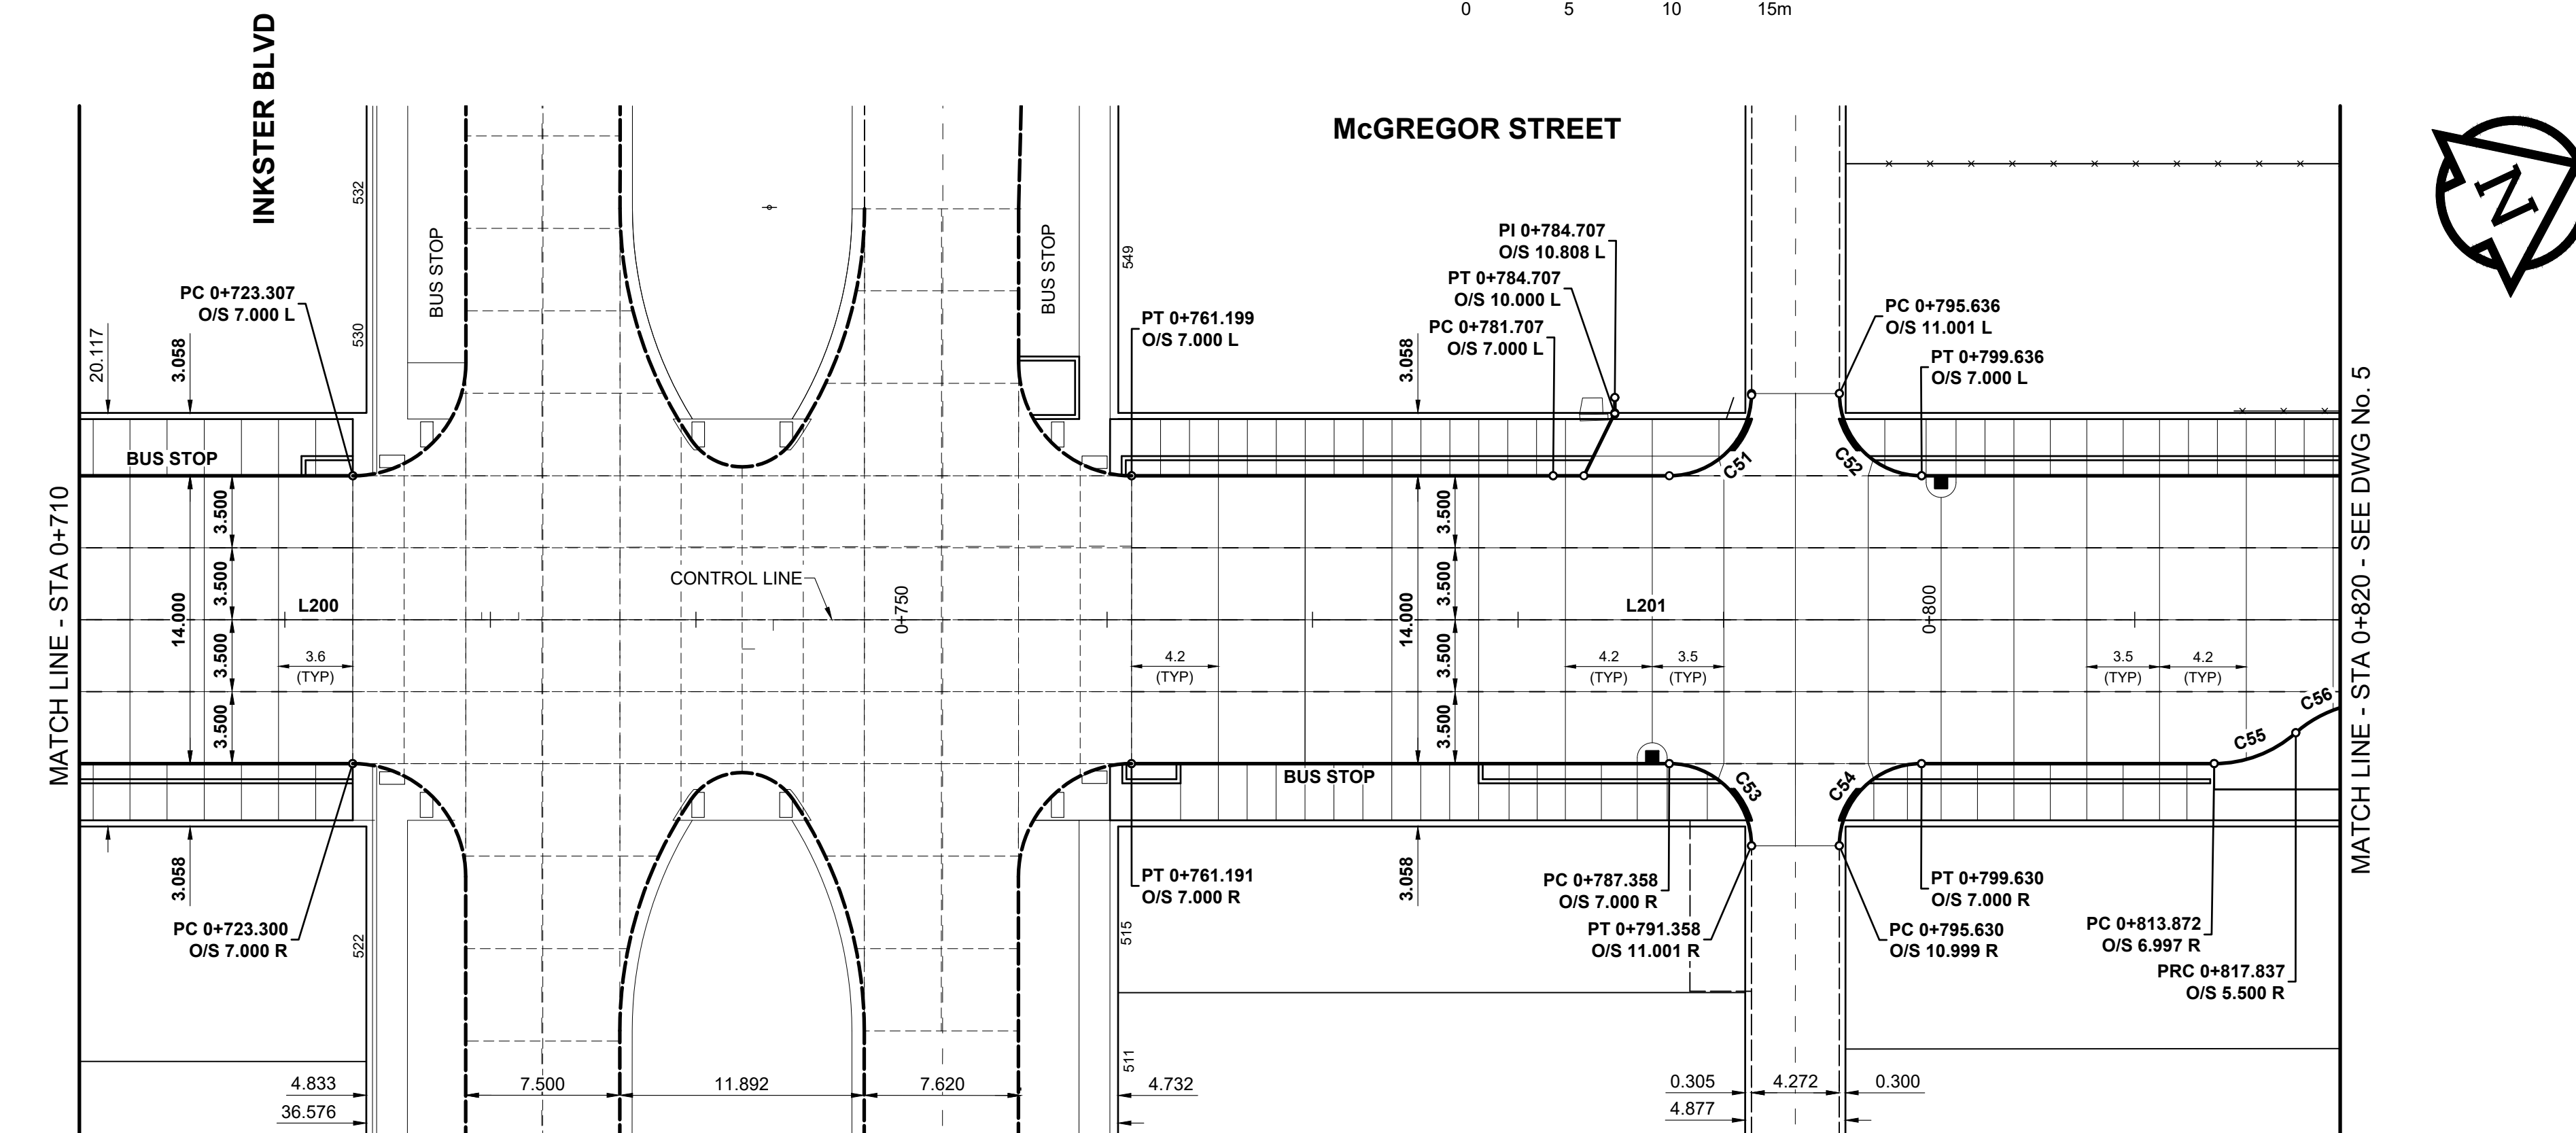 0 5 10 15m
INKSTER BLVD
McGREGOR STREET
N
532
530
BUS STOP
BUS STOP
549
PC 0+723.307
O/S 7.000 L
PT 0+761.199
O/S 7.000 L
PI 0+784.707
O/S 10.808 L
PT 0+784.707
O/S 10.000 L
PC 0+781.707
O/S 7.000 L
PC 0+795.636
O/S 11.001 L
PT 0+799.636
O/S 7.000 L
20.117
3.058
3.058
BUS STOP
C51
C52
MATCH LINE - STA 0+710
14.000
3.500
3.500
3.500
3.500
L200
3.6
(TYP)
CONTROL LINE
0+750
4.2
(TYP)
14.000
3.500
3.500
3.500
3.500
L201
4.2
(TYP)
3.5
(TYP)
0+800
3.5
(TYP)
4.2
(TYP)
C56
C55
MATCH LINE - STA 0+820 - SEE DWG No. 5
BUS STOP
C53
C54
3.058
3.058
PC 0+723.300
O/S 7.000 R
522
PT 0+761.191
O/S 7.000 R
515
511
PC 0+787.358
O/S 7.000 R
PT 0+791.358
O/S 11.001 R
PT 0+799.630
O/S 7.000 R
PC 0+795.630
O/S 10.999 R
PC 0+813.872
O/S 6.997 R
PRC 0+817.837
O/S 5.500 R
4.833
7.500
11.892
7.620
4.732
0.305
4.272
0.300
36.576
4.877